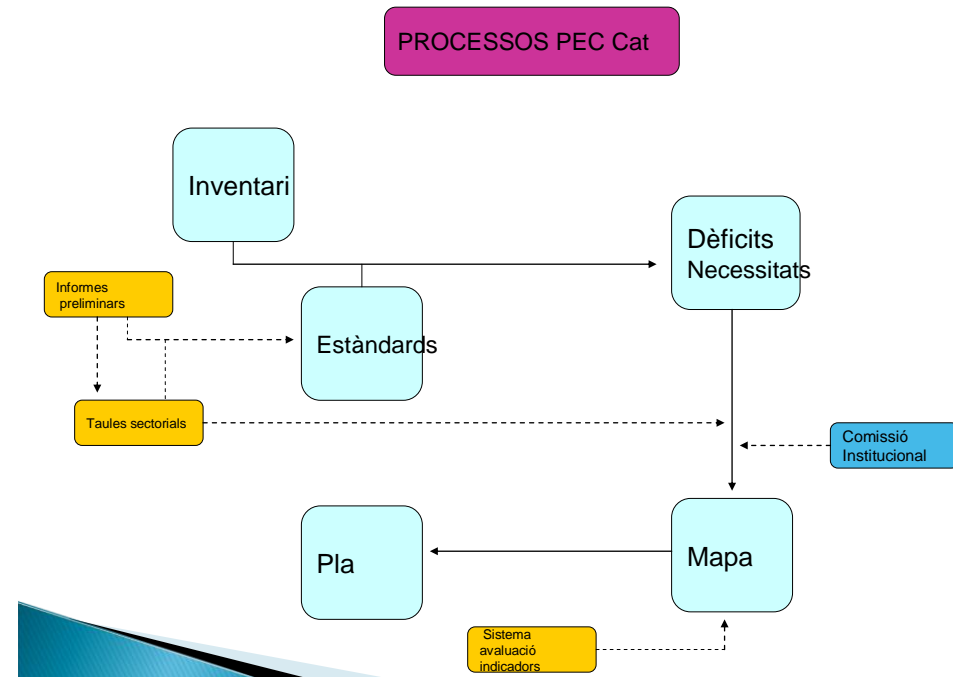 PROCESSOS PEC Cat
Inventari
Dèficits
Necessitats
Informes
preliminars
Estàndards
Taules sectorials
Comissió
Institucional
Pla
Mapa
Sistema
avaluació
indicadors